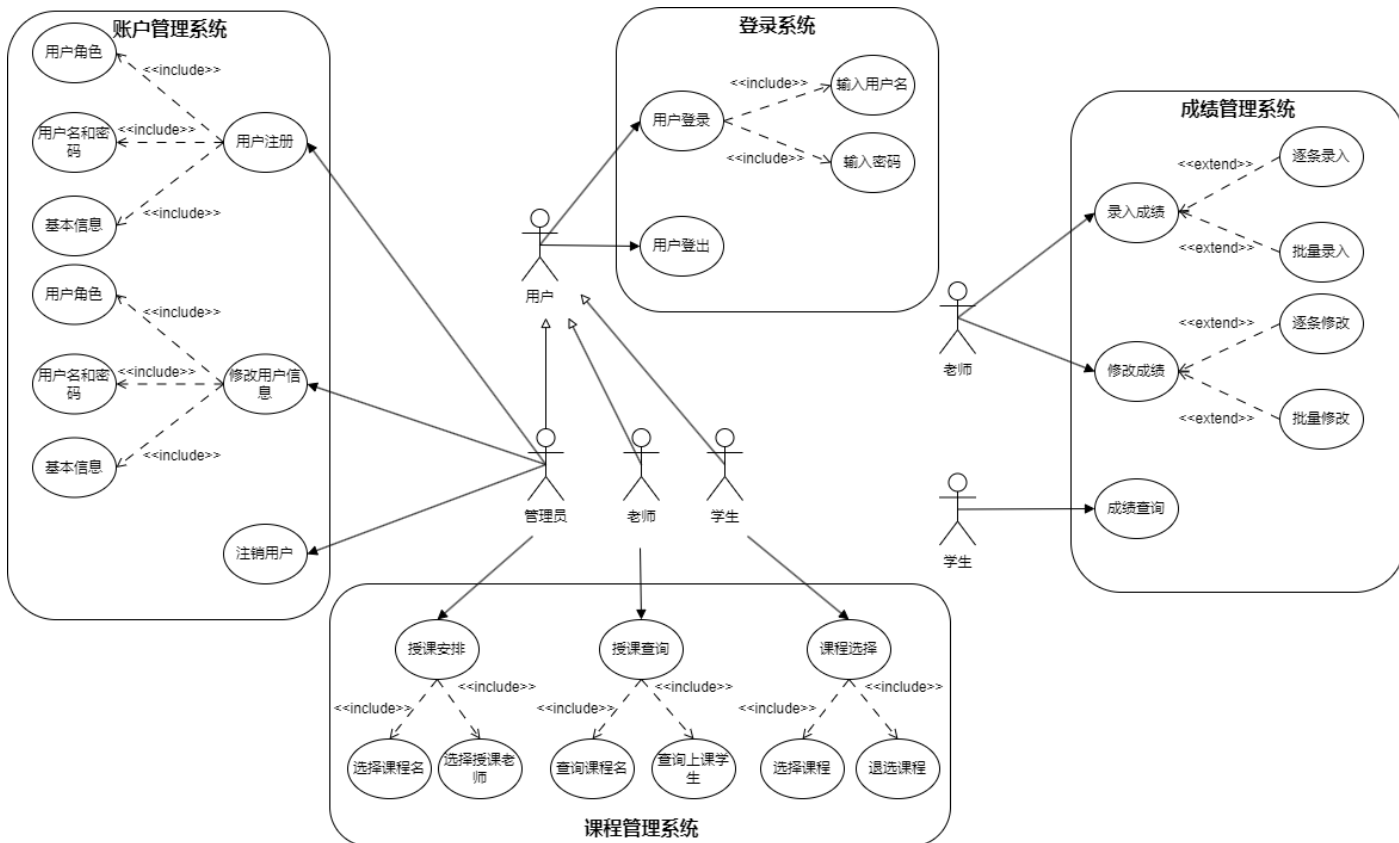 账户管理系统
用户角色
<<include>>
用户名和密
码
<<include>>
用户注册
<<include>>
基本信息
用户角色
<<include>>
用户名和密
码
<<include>>
修改用户信
息
<<include>>
基本信息
注销用户
登录系统
用户登录
<<include>>
输入用户名
<<include>>
输入密码
用户登出
用户
管理员
老师
学生
成绩管理系统
老师
录入成绩
<<extend>>
逐条录入
<<extend>>
批量录入
修改成绩
<<extend>>
逐条修改
<<extend>>
批量修改
学生
成绩查询
授课安排
<<include>>
<<include>>
选择课程名
选择授课老
师
授课查询
<<include>>
<<include>>
查询课程名
查询上课学
生
课程选择
<<include>>
<<include>>
选择课程
退选课程
课程管理系统